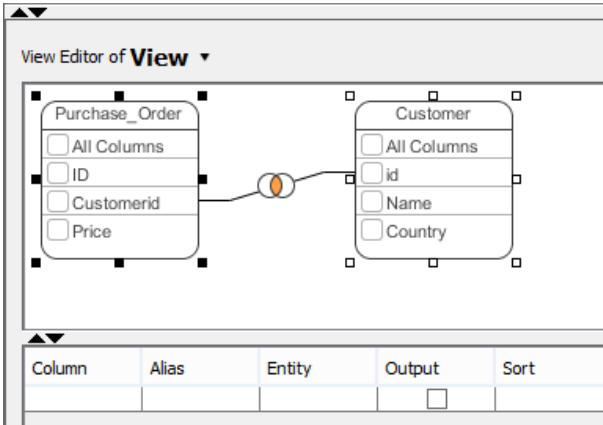 View Editor of View
Purchase_Order
All Columns
ID
Customerid
Price
Customer
All Columns
id
Name
Country
Column Alias Entity Output Sort